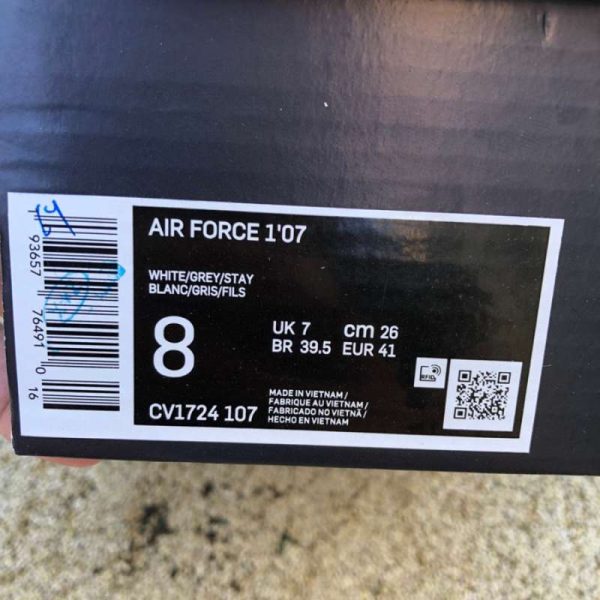 AIR FORCE 1'07
WHITE/GREY/STAY
BLANC/GRIS/FILS
8
UK 7 cm 26
BR 39.5 EUR 41
CV1724 107
MADE IN VIETNAM /
FABRIQUE AU VIETNAM /
FABRICADO NO VIETNÃ /
HECHO EN VIETNAM
RFID
93657 76491 0 16